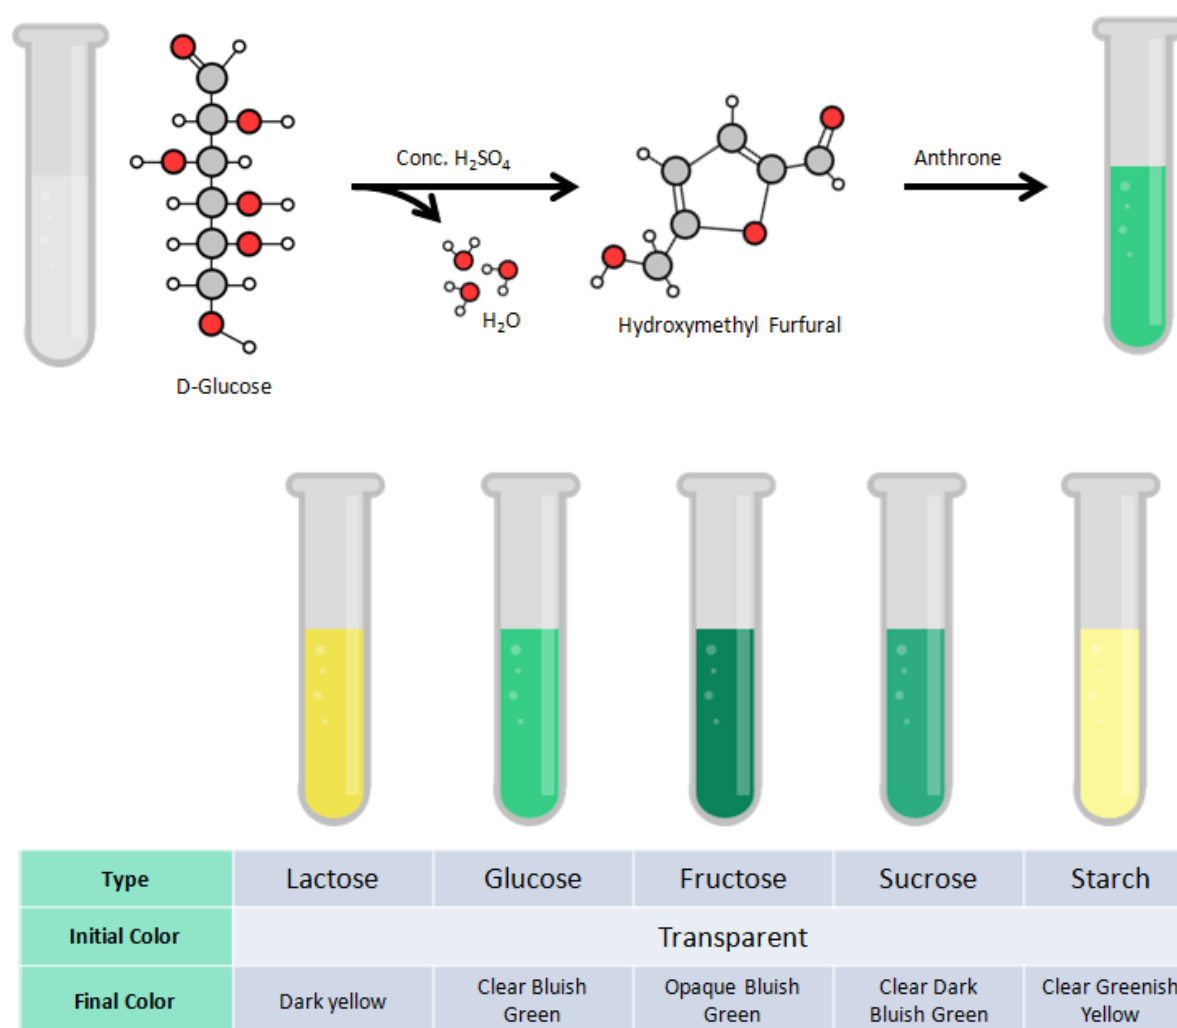 Conc. H₂SO₄
Anthrone
H₂O
Hydroxymethyl Furfural
D-Glucose
Type Lactose Glucose Fructose Sucrose Starch
Initial Color Transparent
Final Color Dark yellow Clear Bluish Green Opaque Bluish Green Clear Dark Bluish Green Clear Greenish Yellow